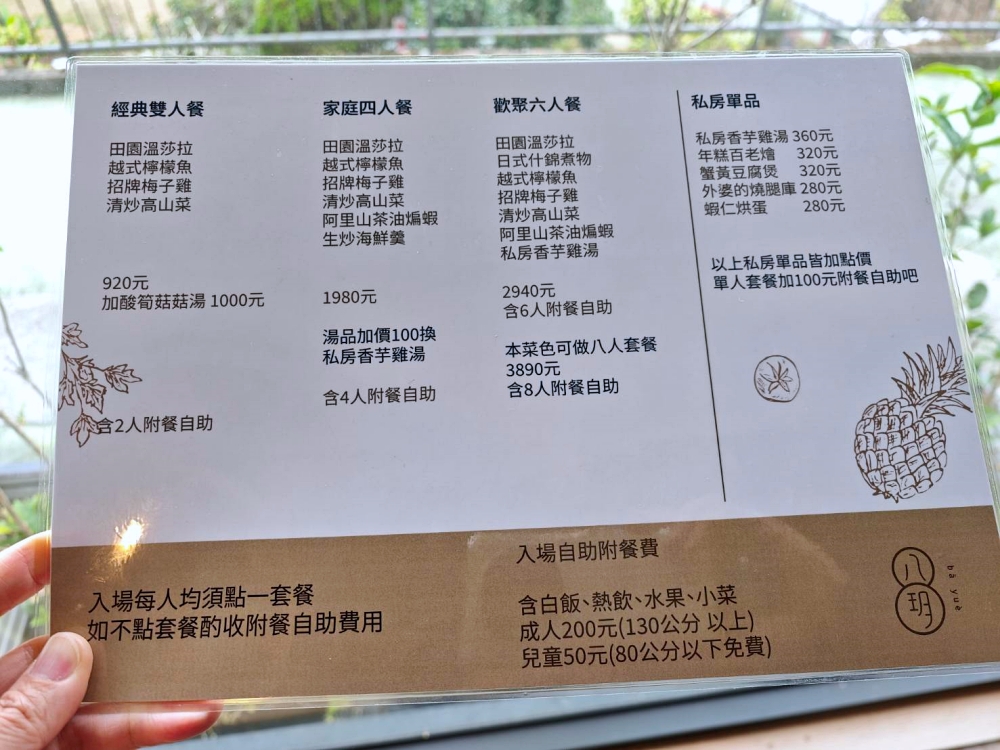 經典雙人餐
田園溫莎拉
越式檸檬魚
招牌梅子雞
清炒高山菜
920元
加酸筍菇菇湯 1000元
含2人附餐自助
家庭四人餐
田園溫莎拉
越式檸檬魚
招牌梅子雞
清炒高山菜
阿里山茶油煸蝦
生炒海鮮羹
1980元
湯品加價100換
私房香芋雞湯
含4人附餐自助
歡聚六人餐
田園溫莎拉
日式什錦煮物
越式檸檬魚
招牌梅子雞
清炒高山菜
阿里山茶油煸蝦
私房香芋雞湯
2940元
含6人附餐自助
本菜色可做八人套餐
3890元
含8人附餐自助
私房單品
私房香芋雞湯 360元
年糕百老燴 320元
蟹黃豆腐煲 320元
外婆的燒腿庫 280元
蝦仁烘蛋 280元
以上私房單品皆加點價
單人套餐加100元附餐自助吧
入場每人均須點一套餐
如不點套餐酌收附餐自助費用
入場自助附餐費
含白飯、熱飲、水果、小菜
成人200元(130公分 以上)
兒童50元(80公分以下免費)
八玥
bā yuè